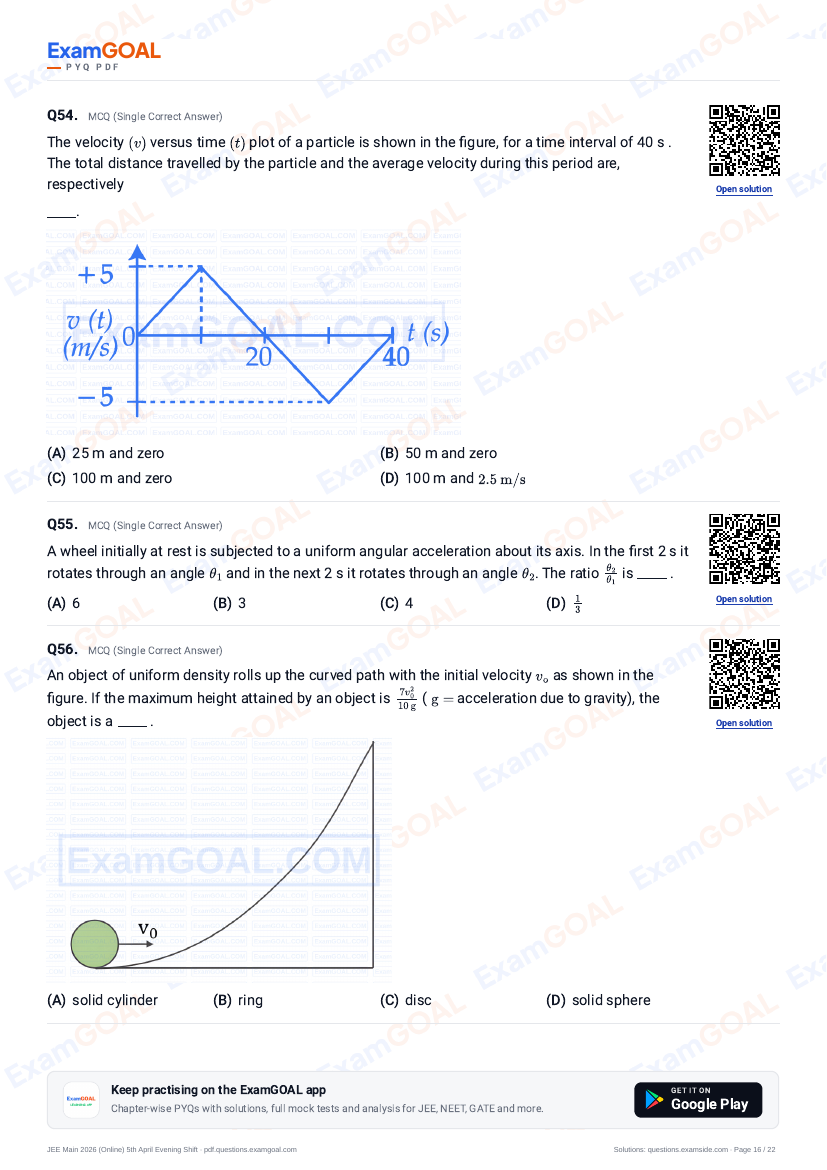 ExamGOAL
PYQ PDF
Q54. MCQ (Single Correct Answer)
The velocity (v) versus time (t) plot of a particle is shown in the figure, for a time interval of 40 s .
The total distance travelled by the particle and the average velocity during this period are,
respectively
____.
Open solution
+5
v (t)
(m/s)
0
20
40
t (s)
−5
ExamGOAL.COM
(A) 25 m and zero (B) 50 m and zero
(C) 100 m and zero (D) 100 m and 2.5 m/s
Q55. MCQ (Single Correct Answer)
A wheel initially at rest is subjected to a uniform angular acceleration about its axis. In the first 2 s it
rotates through an angle θ₁ and in the next 2 s it rotates through an angle θ₂. The ratio θ₂/θ₁ is ____ .
Open solution
(A) 6 (B) 3 (C) 4 (D) 1/3
Q56. MCQ (Single Correct Answer)
An object of uniform density rolls up the curved path with the initial velocity vₒ as shown in the
figure. If the maximum height attained by an object is 7v₀²/10 g ( g = acceleration due to gravity), the
object is a ____ .
Open solution
ExamGOAL.COM
v₀
(A) solid cylinder (B) ring (C) disc (D) solid sphere
Keep practising on the ExamGOAL app
Chapter-wise PYQs with solutions, full mock tests and analysis for JEE, NEET, GATE and more.
GET IT ON
Google Play
JEE Main 2026 (Online) 5th April Evening Shift · pdf.questions.examgoal.com
Solutions: questions.examside.com · Page 16 / 22